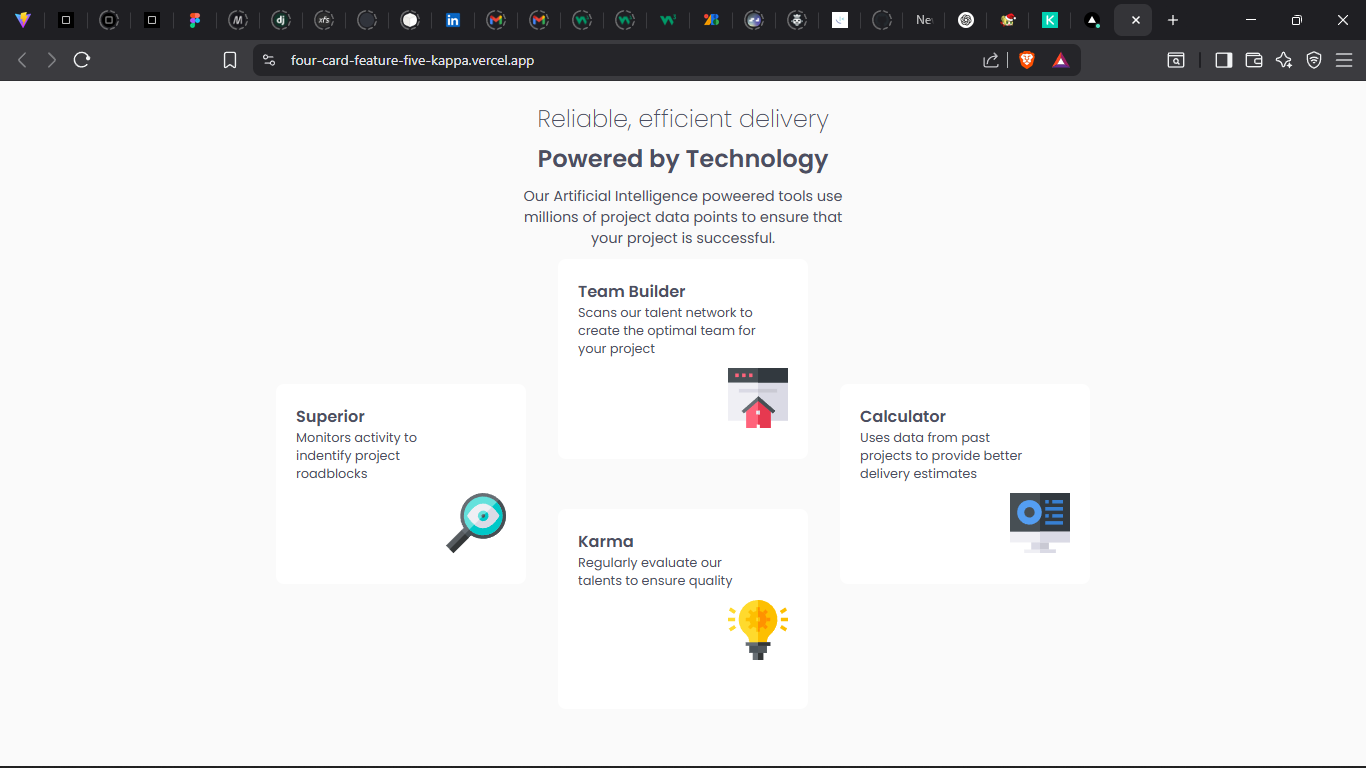 Ne
four-card-feature-five-kappa.vercel.app
Reliable, efficient delivery
Powered by Technology
Our Artificial Intelligence poweered tools use
millions of project data points to ensure that
your project is successful.
Team Builder
Scans our talent network to
create the optimal team for
your project
Superior
Monitors activity to
indentify project
roadblocks
Calculator
Uses data from past
projects to provide better
delivery estimates
Karma
Regularly evaluate our
talents to ensure quality